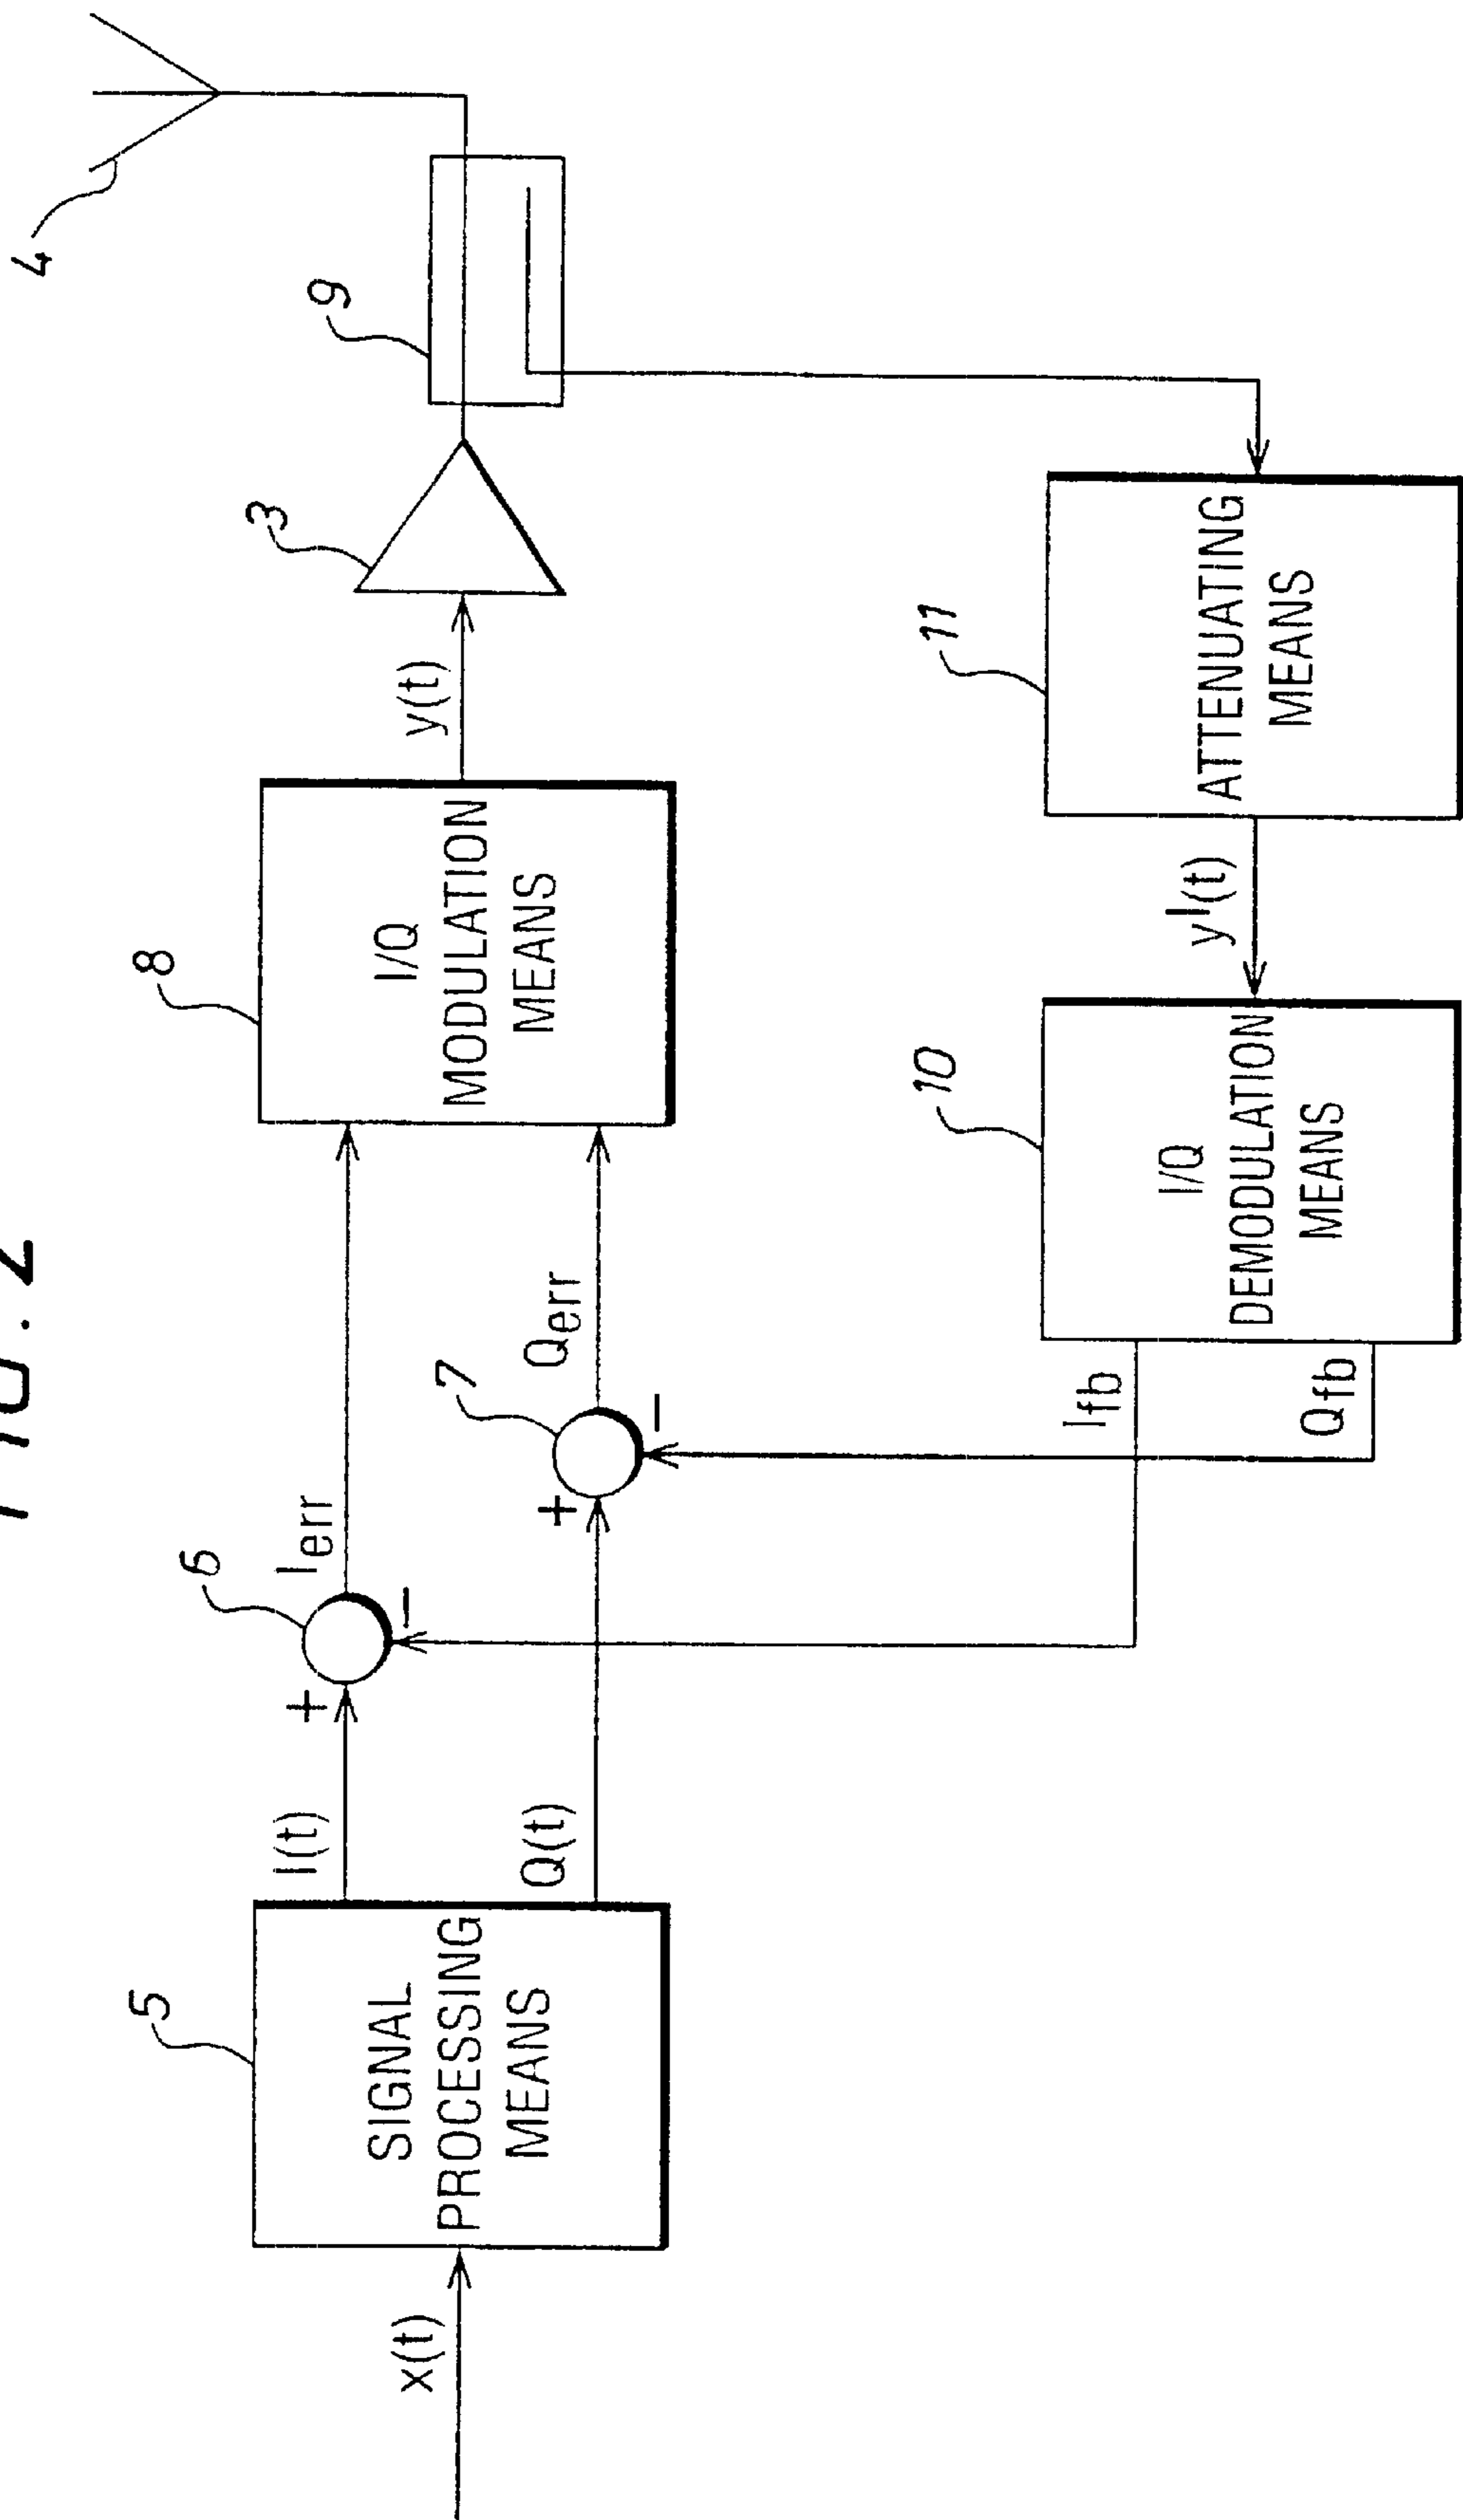 FIG. 2
x(t)
5
SIGNAL
PROCESSING
MEANS
I(t)
Q(t)
+
6
−
Ierr
+
7
−
Qerr
8
I/Q
MODULATION
MEANS
y(t)
3
9
4
Ifb
Qfb
10
I/Q
DEMODULATION
MEANS
yI(t)
11
ATTENUATING
MEANS